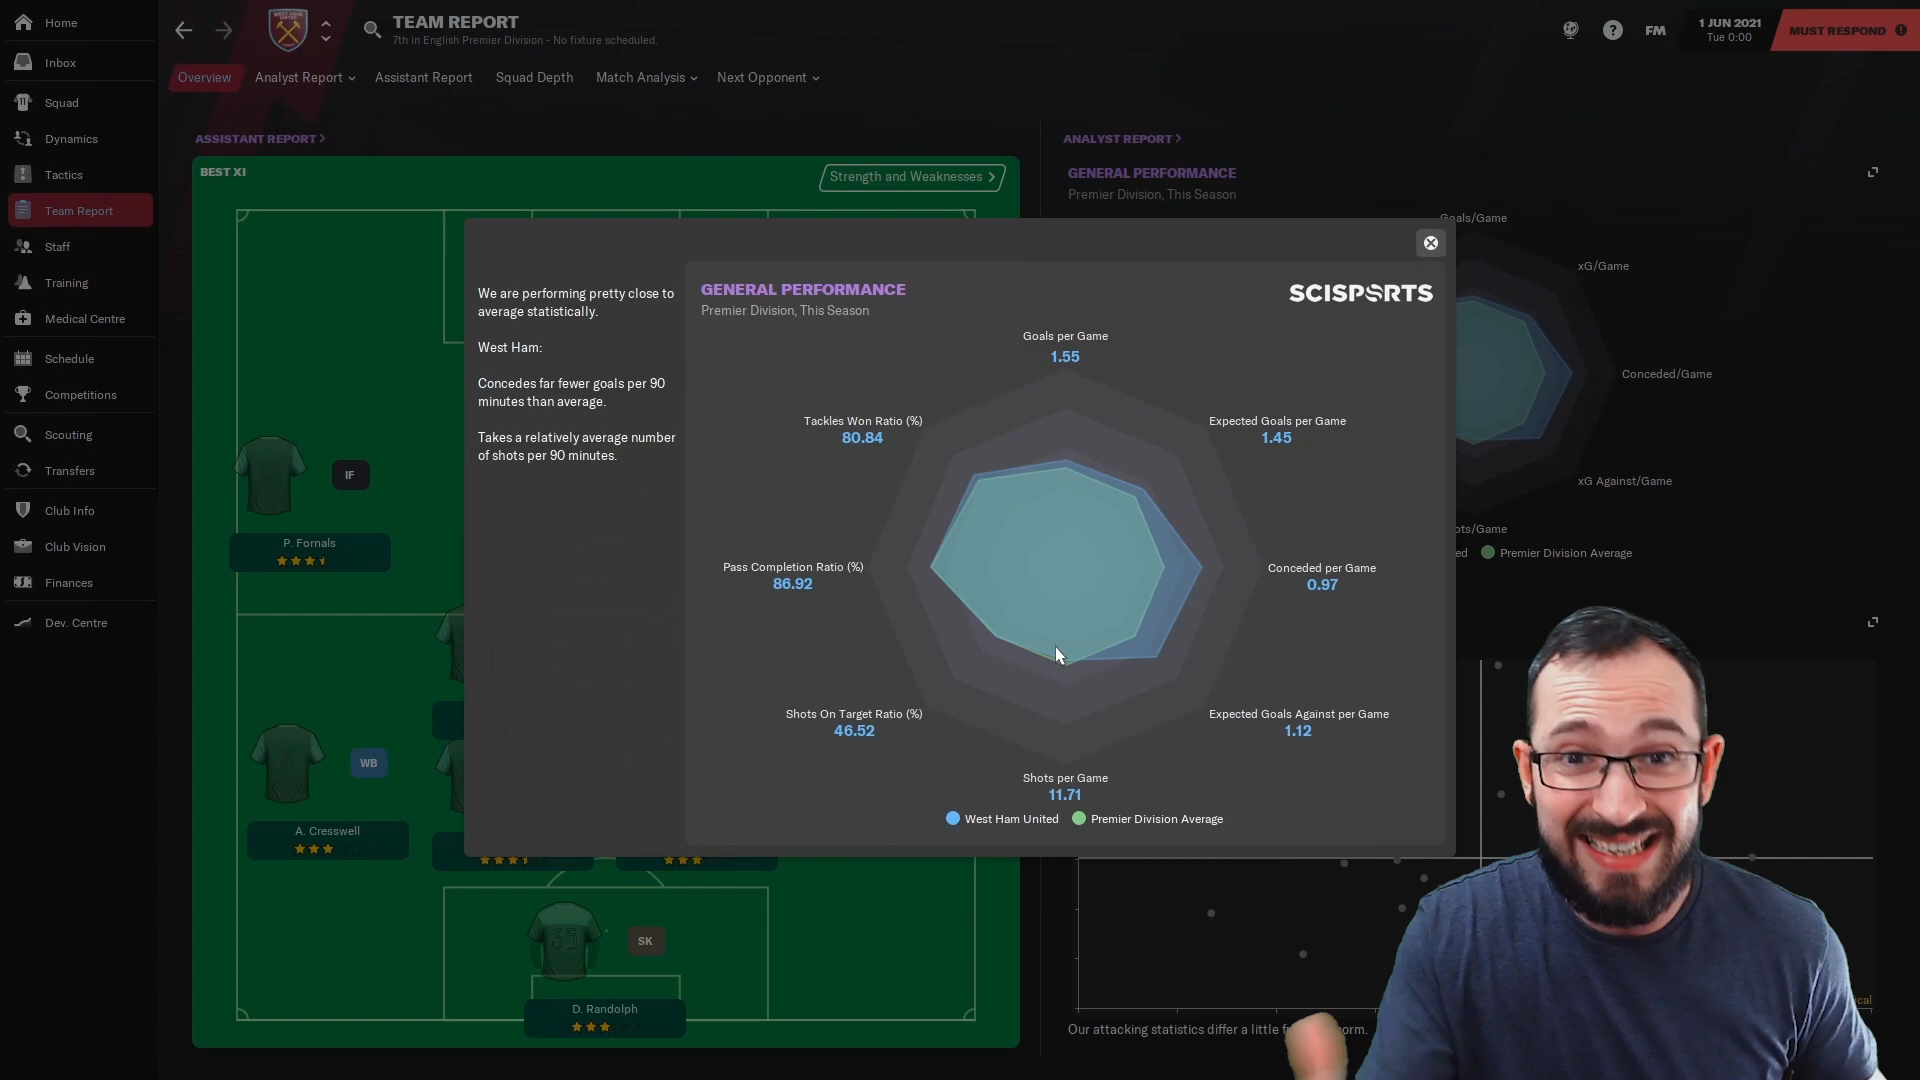 Home
Inbox
Squad
Dynamics
Tactics
Team Report
Staff
Training
Medical Centre
Schedule
Competitions
Scouting
Transfers
Club Info
Club Vision
Finances
Dev. Centre
WEST HAM UNITED
TEAM REPORT
7th in English Premier Division - No fixture scheduled.
FM
1 JUN 2021
Tue 0:00
MUST RESPOND
Overview
Analyst Report
Assistant Report
Squad Depth
Match Analysis
Next Opponent
ASSISTANT REPORT
BEST XI
Strength and Weaknesses
IF
P. Fornals
WB
A. Cresswell
35
SK
D. Randolph
We are performing pretty close to
average statistically.
West Ham:
Concedes far fewer goals per 90
minutes than average.
Takes a relatively average number
of shots per 90 minutes.
GENERAL PERFORMANCE
Premier Division, This Season
SCISPORTS
Goals per Game
1.55
Tackles Won Ratio (%)
80.84
Expected Goals per Game
1.45
Pass Completion Ratio (%)
86.92
Conceded per Game
0.97
Shots On Target Ratio (%)
46.52
Expected Goals Against per Game
1.12
Shots per Game
11.71
West Ham United
Premier Division Average
ANALYST REPORT
GENERAL PERFORMANCE
Premier Division, This Season
Goals/Game
xG/Game
Conceded/Game
xG Against/Game
ots/Game
ed
Premier Division Average
ical
Our attacking statistics differ a little f orm.